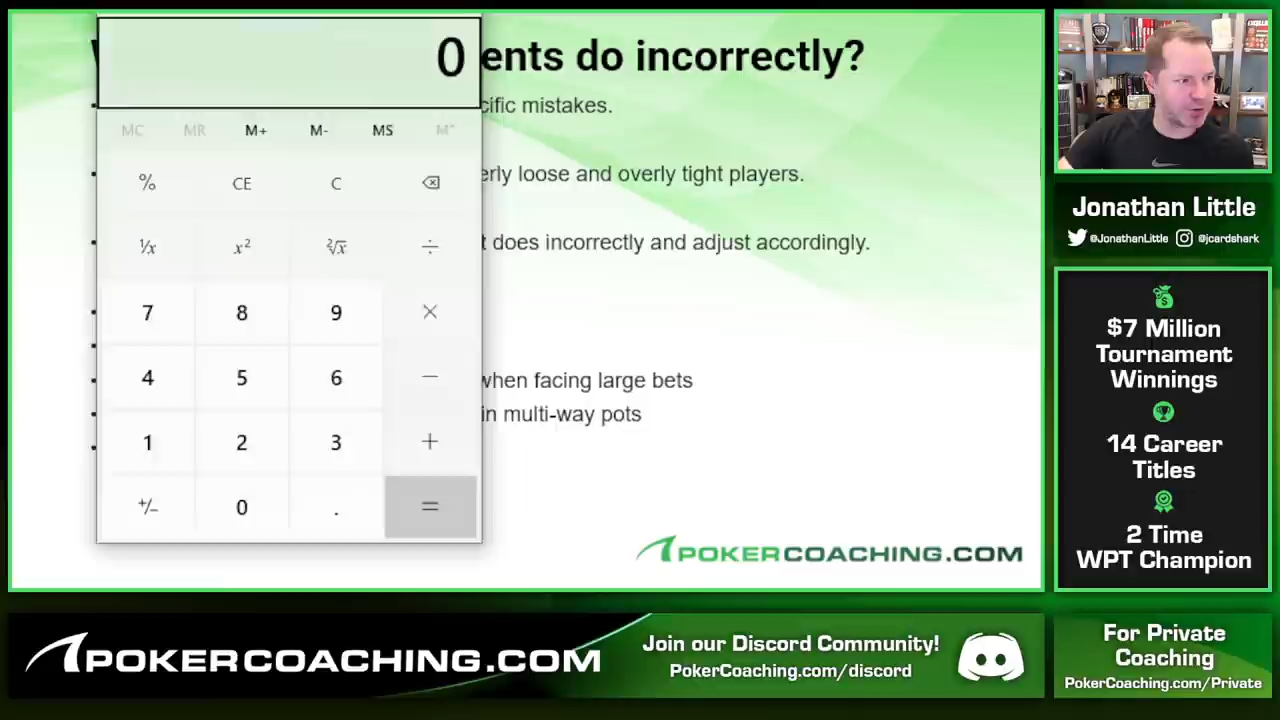 0
ents do incorrectly?
cific mistakes.
MC MR M+ M- MS M˅
erly loose and overly tight players.
% CE C
t does incorrectly and adjust accordingly.
¹/x x² ²√x ÷
7 8 9 ×
when facing large bets
4 5 6 −
in multi-way pots
1 2 3 +
+/− 0 . =
POKERCOACHING.COM
Jonathan Little
@JonathanLittle @jcardshark
$7 Million
Tournament
Winnings
14 Career
Titles
2 Time
WPT Champion
POKERCOACHING.COM
Join our Discord Community!
PokerCoaching.com/discord
For Private
Coaching
PokerCoaching.com/Private